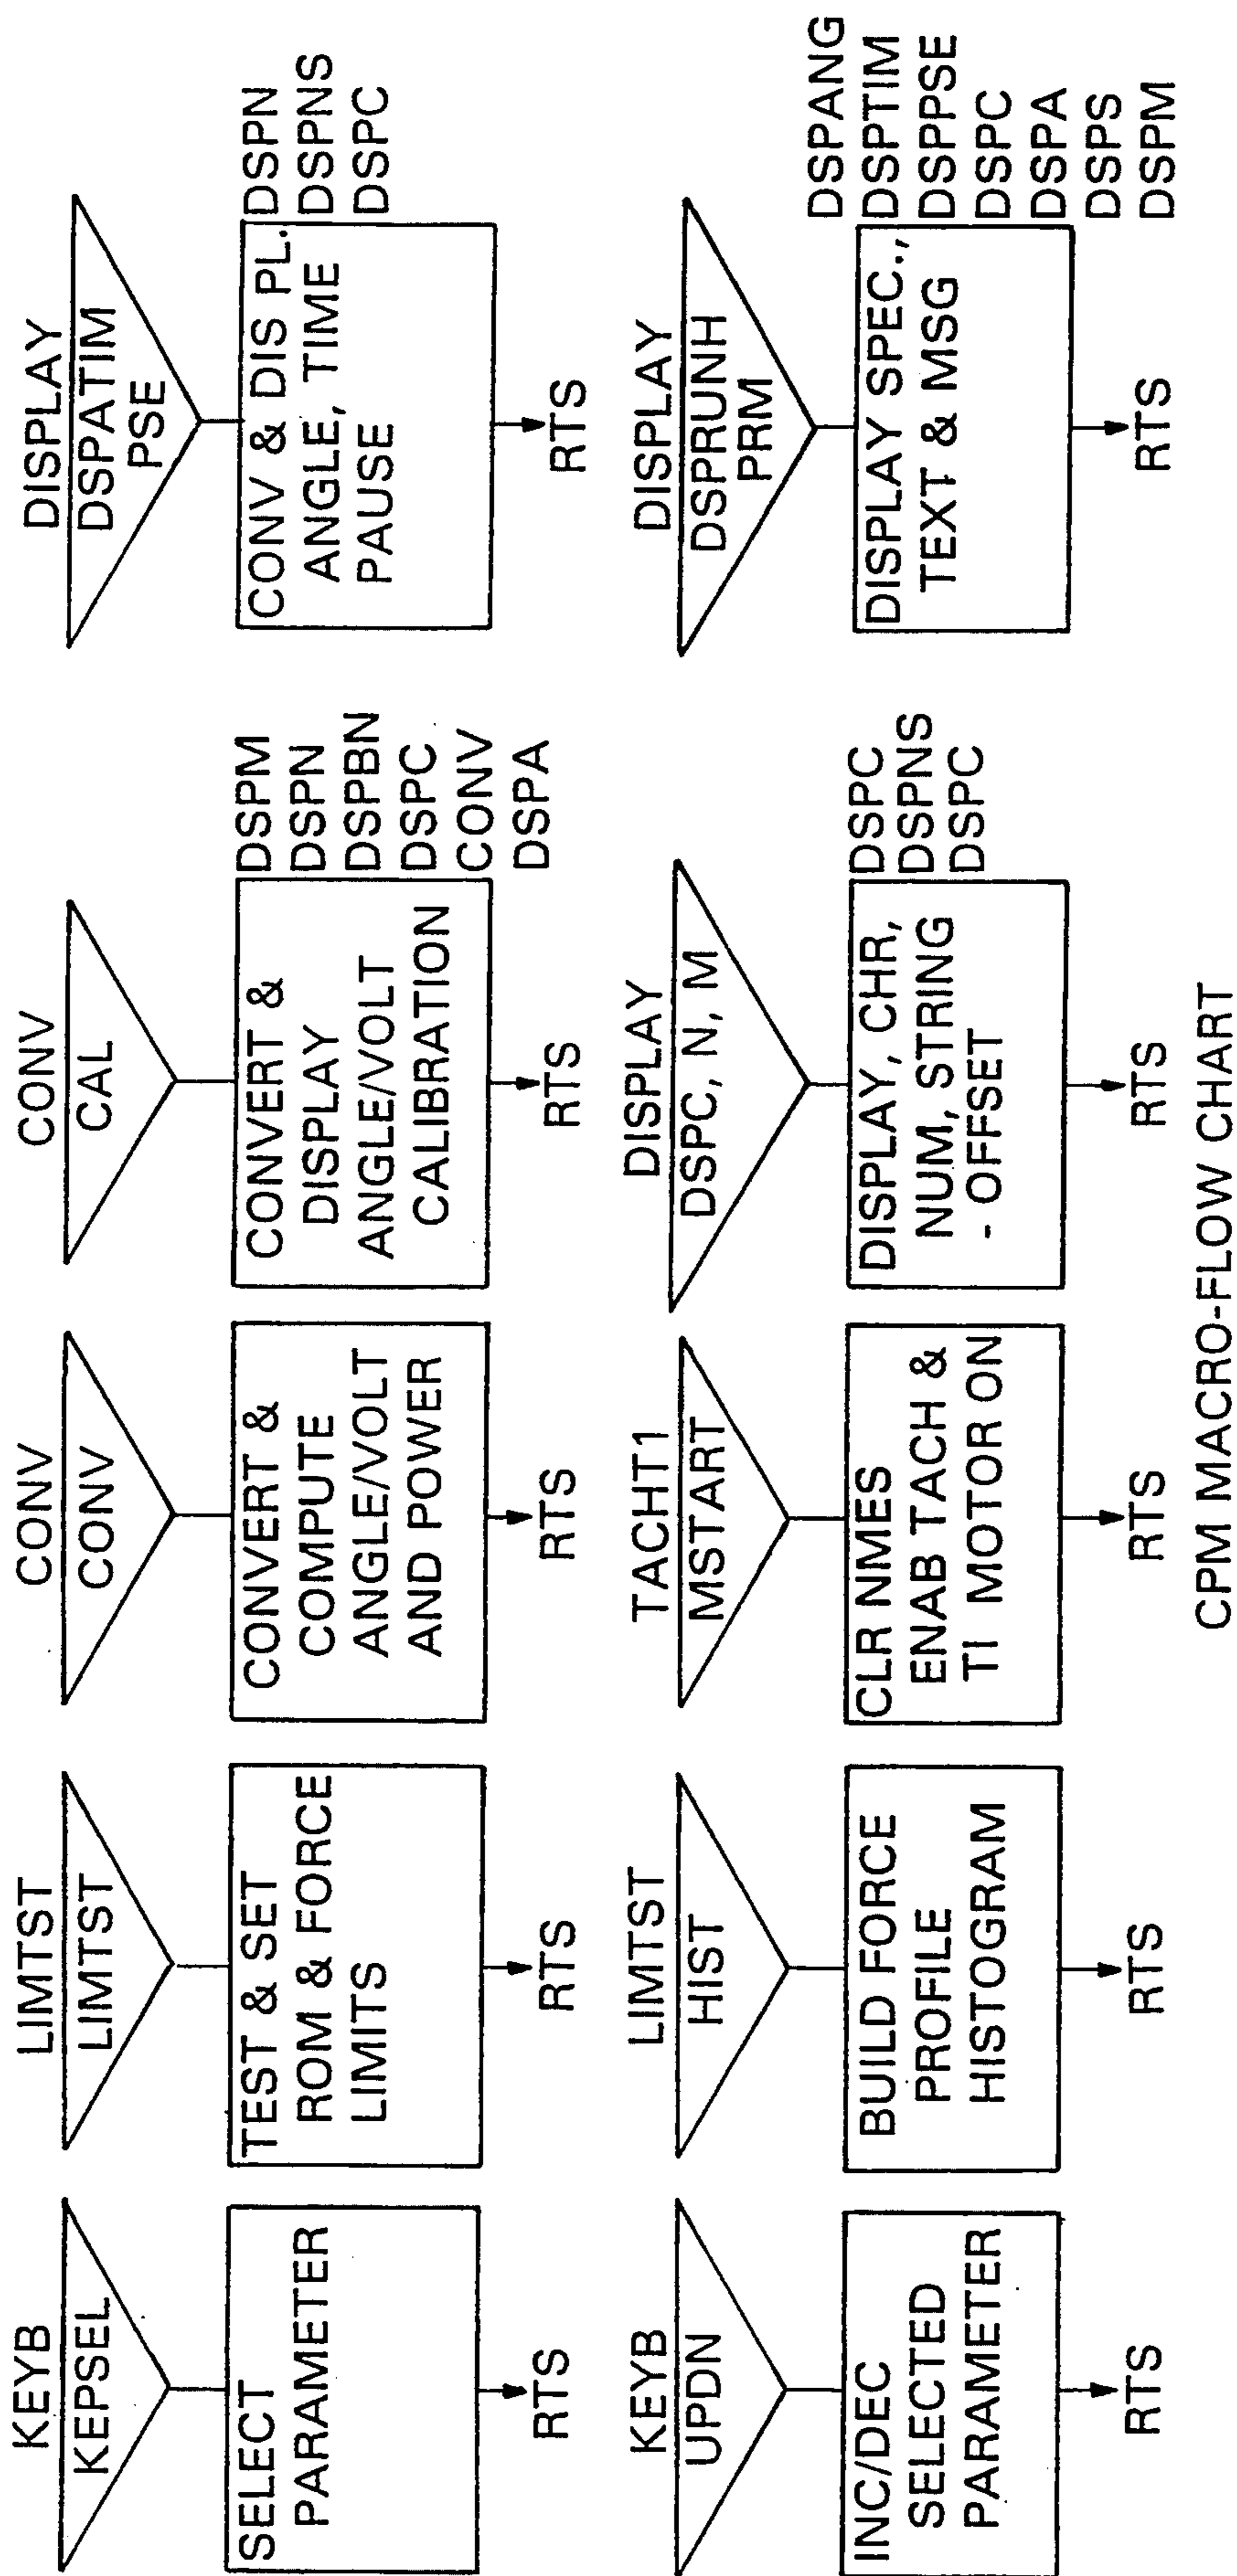 KEYB
KEPSEL
SELECT
PARAMETER
RTS
LIMTST
LIMTST
TEST & SET
ROM & FORCE
LIMITS
RTS
CONV
CONV
CONVERT &
COMPUTE
ANGLE/VOLT
AND POWER
RTS
CONV
CAL
CONVERT &
DISPLAY
ANGLE/VOLT
CALIBRATION
DSPM
DSPN
DSPBN
DSPC
CONV
DSPA
RTS
DISPLAY
DSPATIM
PSE
CONV & DIS PL.
ANGLE, TIME
PAUSE
DSPN
DSPNS
DSPC
RTS
KEYB
UPDN
INC/DEC
SELECTED
PARAMETER
RTS
LIMTST
HIST
BUILD FORCE
PROFILE
HISTOGRAM
RTS
TACHT1
MSTART
CLR NMES
ENAB TACH &
TI MOTOR ON
RTS
DISPLAY
DSPC, N, M
DISPLAY, CHR,
NUM, STRING
- OFFSET
DSPC
DSPNS
DSPC
RTS
DISPLAY
DSPRUNH
PRM
DISPLAY SPEC.,
TEXT & MSG
DSPANG
DSPTIM
DSPPSE
DSPC
DSPA
DSPS
DSPM
RTS
CPM MACRO-FLOW CHART